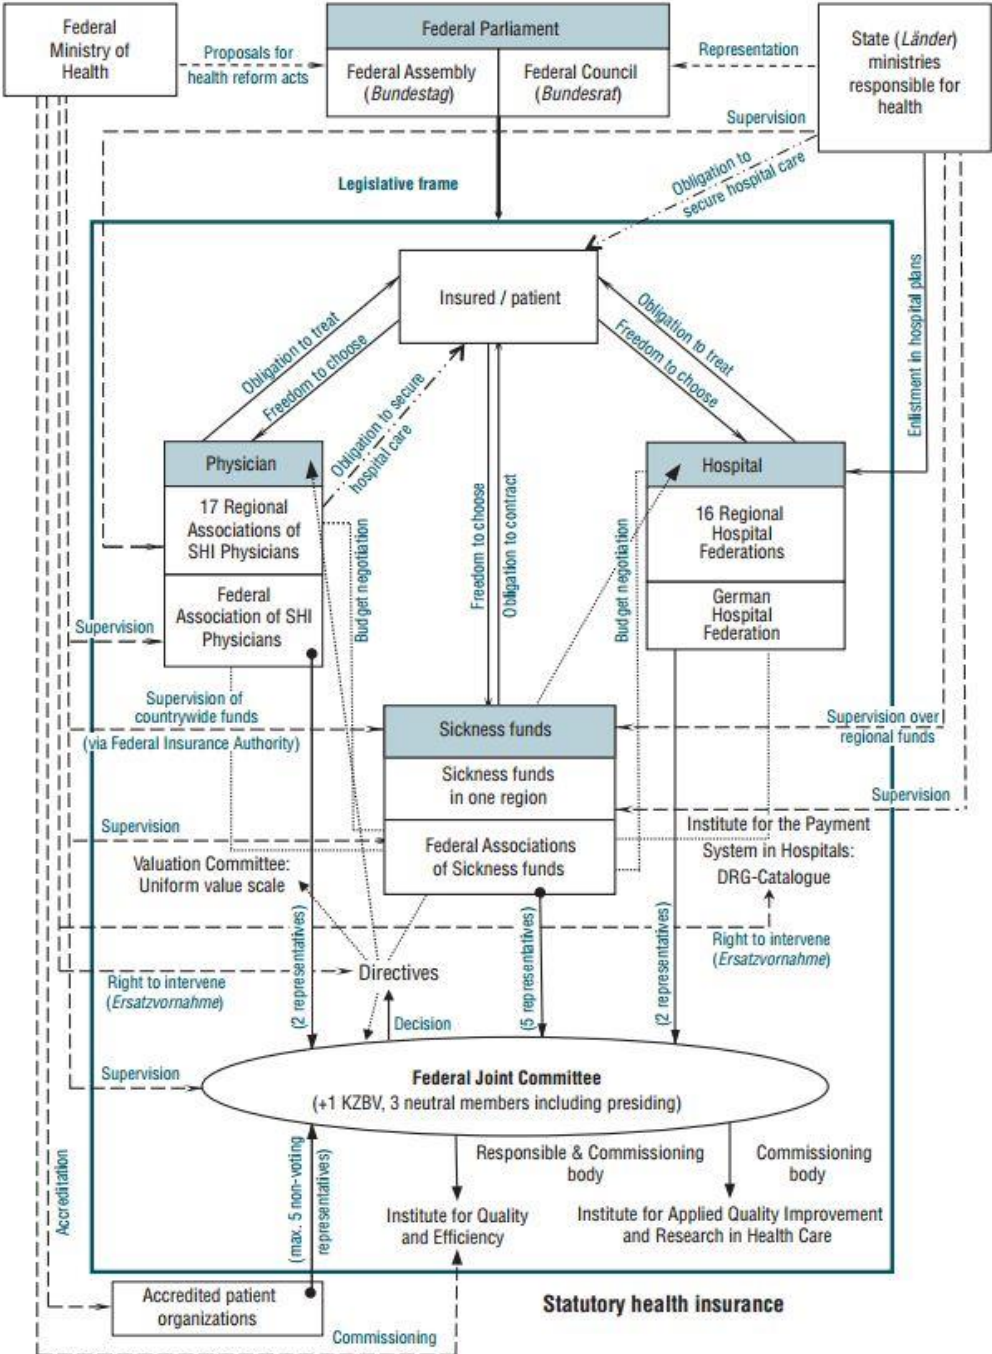 Federal
Ministry of
Health
Proposals for
health reform acts
Federal Parliament
Federal Assembly
(Bundestag)
Federal Council
(Bundesrat)
Representation
State (Länder)
ministries
responsible for
health
Supervision
Legislative frame
Obligation to
secure hospital care
Enlistment in hospital plans
Insured / patient
Obligation to treat
Freedom to choose
Obligation to secure
hospital care
Obligation to treat
Freedom to choose
Physician
17 Regional
Associations of
SHI Physicians
Federal
Association of SHI
Physicians
Budget negotiation
Freedom to choose
Obligation to contract
Budget negotiation
Hospital
16 Regional
Hospital
Federations
German
Hospital
Federation
Supervision
Supervision of
countrywide funds
(via Federal Insurance Authority)
Sickness funds
Sickness funds
in one region
Federal Associations
of Sickness funds
Supervision over
regional funds
Supervision
Supervision
Valuation Committee:
Uniform value scale
Institute for the Payment
System in Hospitals:
DRG-Catalogue
Right to intervene
(Ersatzvornahme)
Right to intervene
(Ersatzvornahme)
(2 representatives)
Directives
Decision
(5 representatives)
(2 representatives)
Supervision
Federal Joint Committee
(+1 KZBV, 3 neutral members including presiding)
Accreditation
(max. 5 non-voting
representatives)
Responsible & Commissioning
body
Commissioning
body
Institute for Quality
and Efficiency
Institute for Applied Quality Improvement
and Research in Health Care
Accredited patient
organizations
Commissioning
Statutory health insurance